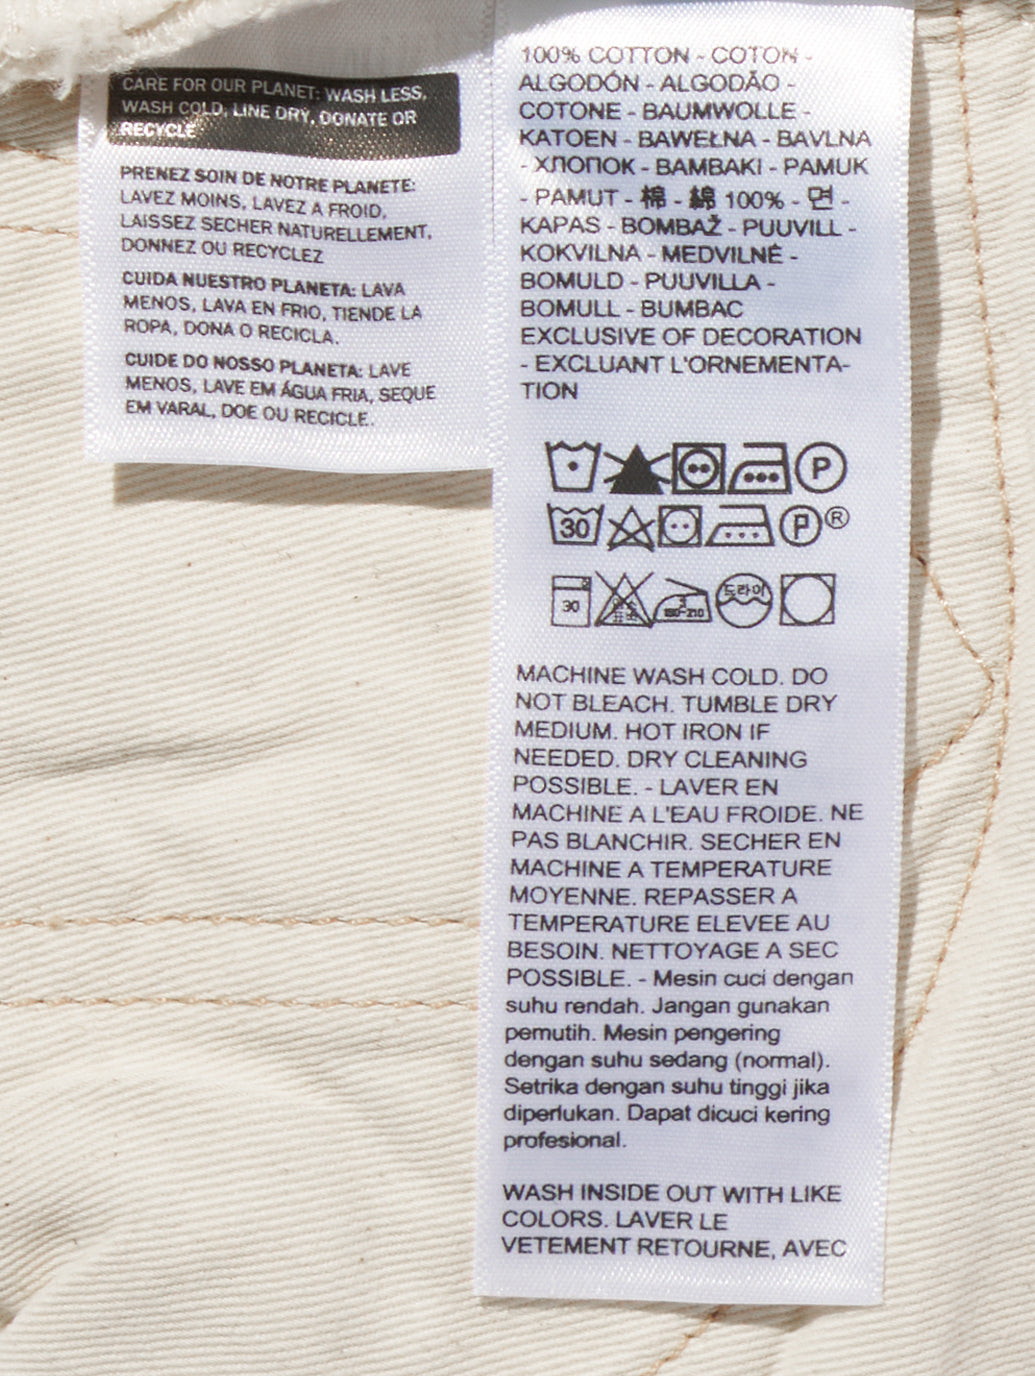 CARE FOR OUR PLANET: WASH LESS,
WASH COLD, LINE DRY, DONATE OR
RECYCLE
PRENEZ SOIN DE NOTRE PLANETE:
LAVEZ MOINS, LAVEZ A FROID,
LAISSEZ SECHER NATURELLEMENT,
DONNEZ OU RECYCLEZ
CUIDA NUESTRO PLANETA: LAVA
MENOS, LAVA EN FRIO, TIENDE LA
ROPA, DONA O RECICLA.
CUIDE DO NOSSO PLANETA: LAVE
MENOS, LAVE EM ÁGUA FRIA, SEQUE
EM VARAL, DOE OU RECICLE.
100% COTTON - COTON -
ALGODÓN - ALGODÃO -
COTONE - BAUMWOLLE -
KATOEN - BAWEŁNA - BAVLNA
- ХЛОПОК - BAMBAKI - PAMUK
- PAMUT - 棉 - 綿 100% - 면 -
KAPAS - BOMBAŽ - PUUVILL -
KOKVILNA - MEDVILNĖ -
BOMULD - PUUVILLA -
BOMULL - BUMBAC
EXCLUSIVE OF DECORATION
- EXCLUANT L'ORNEMENTA-
TION
P
30 P ®
30 180-210 드라이
MACHINE WASH COLD. DO
NOT BLEACH. TUMBLE DRY
MEDIUM. HOT IRON IF
NEEDED. DRY CLEANING
POSSIBLE. - LAVER EN
MACHINE A L'EAU FROIDE. NE
PAS BLANCHIR. SECHER EN
MACHINE A TEMPERATURE
MOYENNE. REPASSER A
TEMPERATURE ELEVEE AU
BESOIN. NETTOYAGE A SEC
POSSIBLE. - Mesin cuci dengan
suhu rendah. Jangan gunakan
pemutih. Mesin pengering
dengan suhu sedang (normal).
Setrika dengan suhu tinggi jika
diperlukan. Dapat dicuci kering
profesional.
WASH INSIDE OUT WITH LIKE
COLORS. LAVER LE
VETEMENT RETOURNE, AVEC